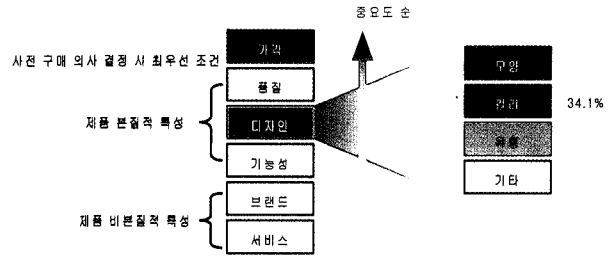 중요도 순
사전 구매 의사 결정 시 최우선 조건
가격
품질
제품 본질적 특성
디자인
기능성
브랜드
제품 비본질적 특성
서비스
모양
컬러
34.1%
기타